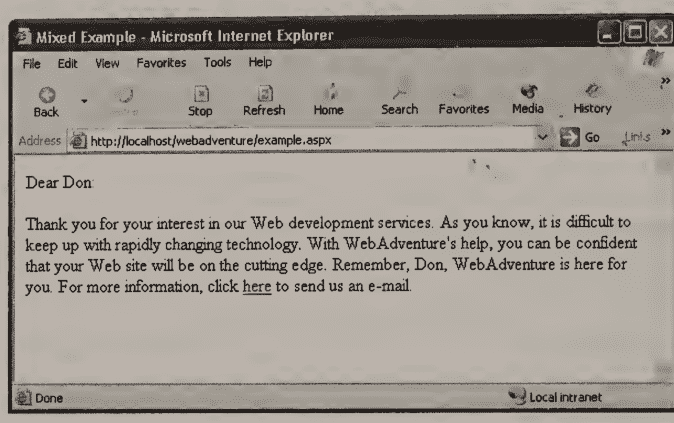 Mixed Example - Microsoft Internet Explorer
File Edit View Favorites Tools Help
Back Stop Refresh Home Search Favorites Media History »
Address http://localhost/webadventure/example.aspx Go Links »
Dear Don:
Thank you for your interest in our Web development services. As you know, it is difficult to
keep up with rapidly changing technology. With WebAdventure's help, you can be confident
that your Web site will be on the cutting edge. Remember, Don, WebAdventure is here for
you. For more information, click here to send us an e-mail.
Done Local intranet